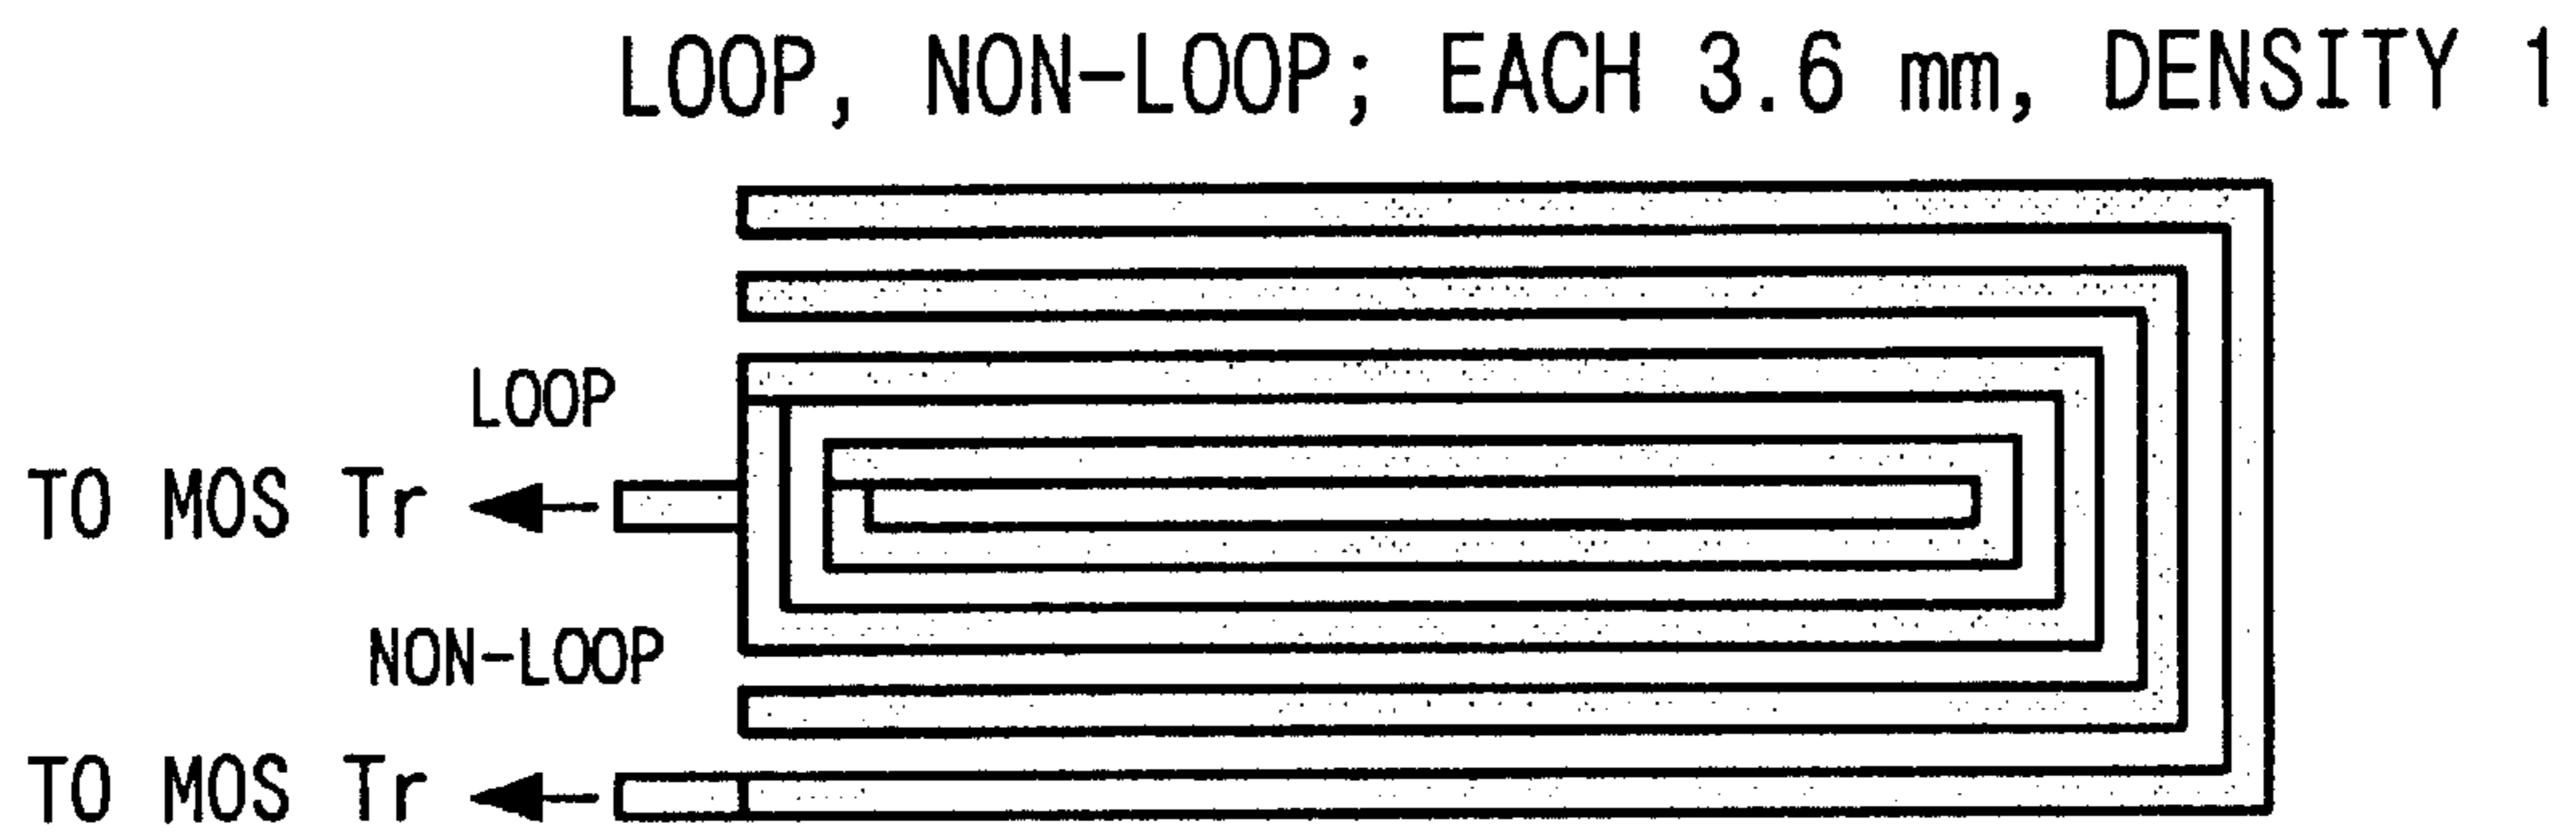 LOOP, NON-LOOP; EACH 3.6 mm, DENSITY 1
LOOP
TO MOS Tr
NON-LOOP
TO MOS Tr